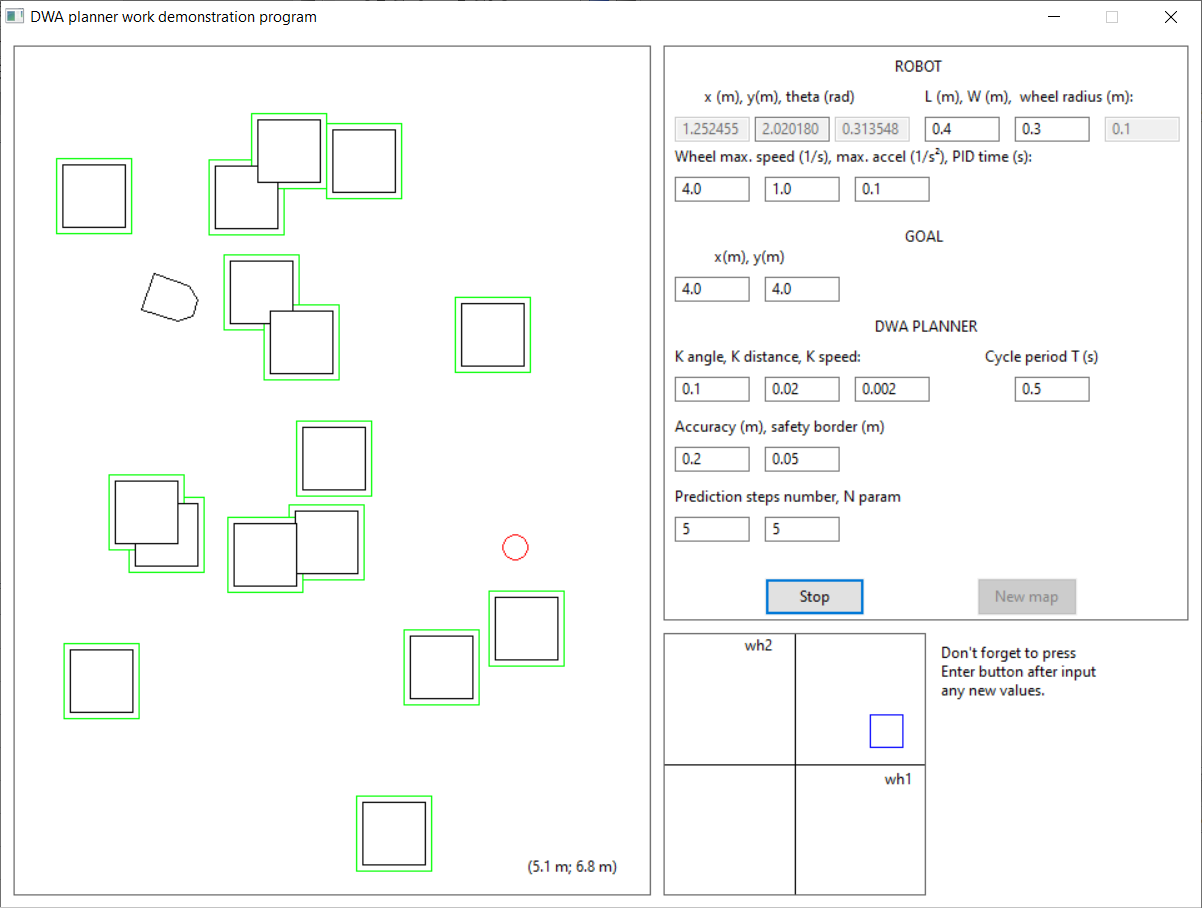 DWA planner work demonstration program
(5.1 m; 6.8 m)
ROBOT
x (m), y(m), theta (rad)
L (m), W (m),  wheel radius (m):
1.252455 2.020180 0.313548 0.4 0.3 0.1
Wheel max. speed (1/s), max. accel (1/s²), PID time (s):
4.0 1.0 0.1
GOAL
x(m), y(m)
4.0 4.0
DWA PLANNER
K angle, K distance, K speed:
Cycle period T (s)
0.1 0.02 0.002 0.5
Accuracy (m), safety border (m)
0.2 0.05
Prediction steps number, N param
5 5
Stop New map
wh2
wh1
Don't forget to press
Enter button after input
any new values.